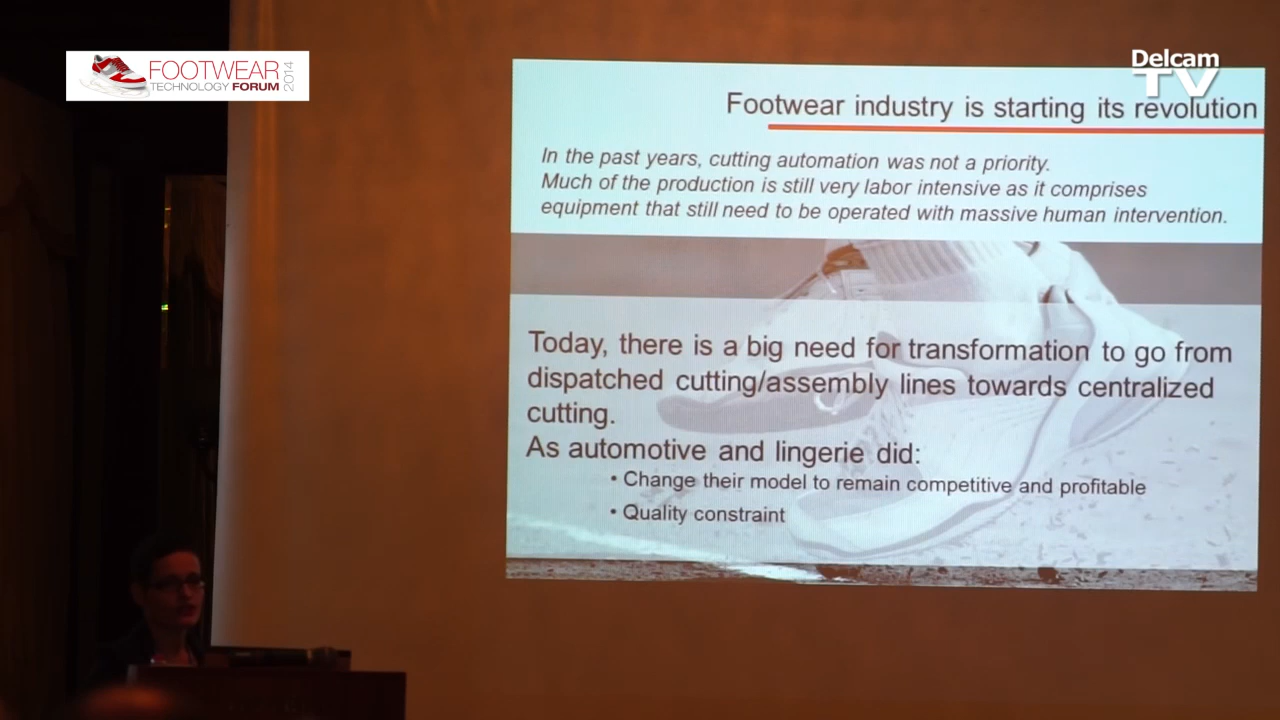 FOOTWEAR
TECHNOLOGY FORUM
2014
Delcam
TV
Footwear industry is starting its revolution
In the past years, cutting automation was not a priority.
Much of the production is still very labor intensive as it comprises
equipment that still need to be operated with massive human intervention.
Today, there is a big need for transformation to go from
dispatched cutting/assembly lines towards centralized
cutting.
As automotive and lingerie did:
• Change their model to remain competitive and profitable
• Quality constraint